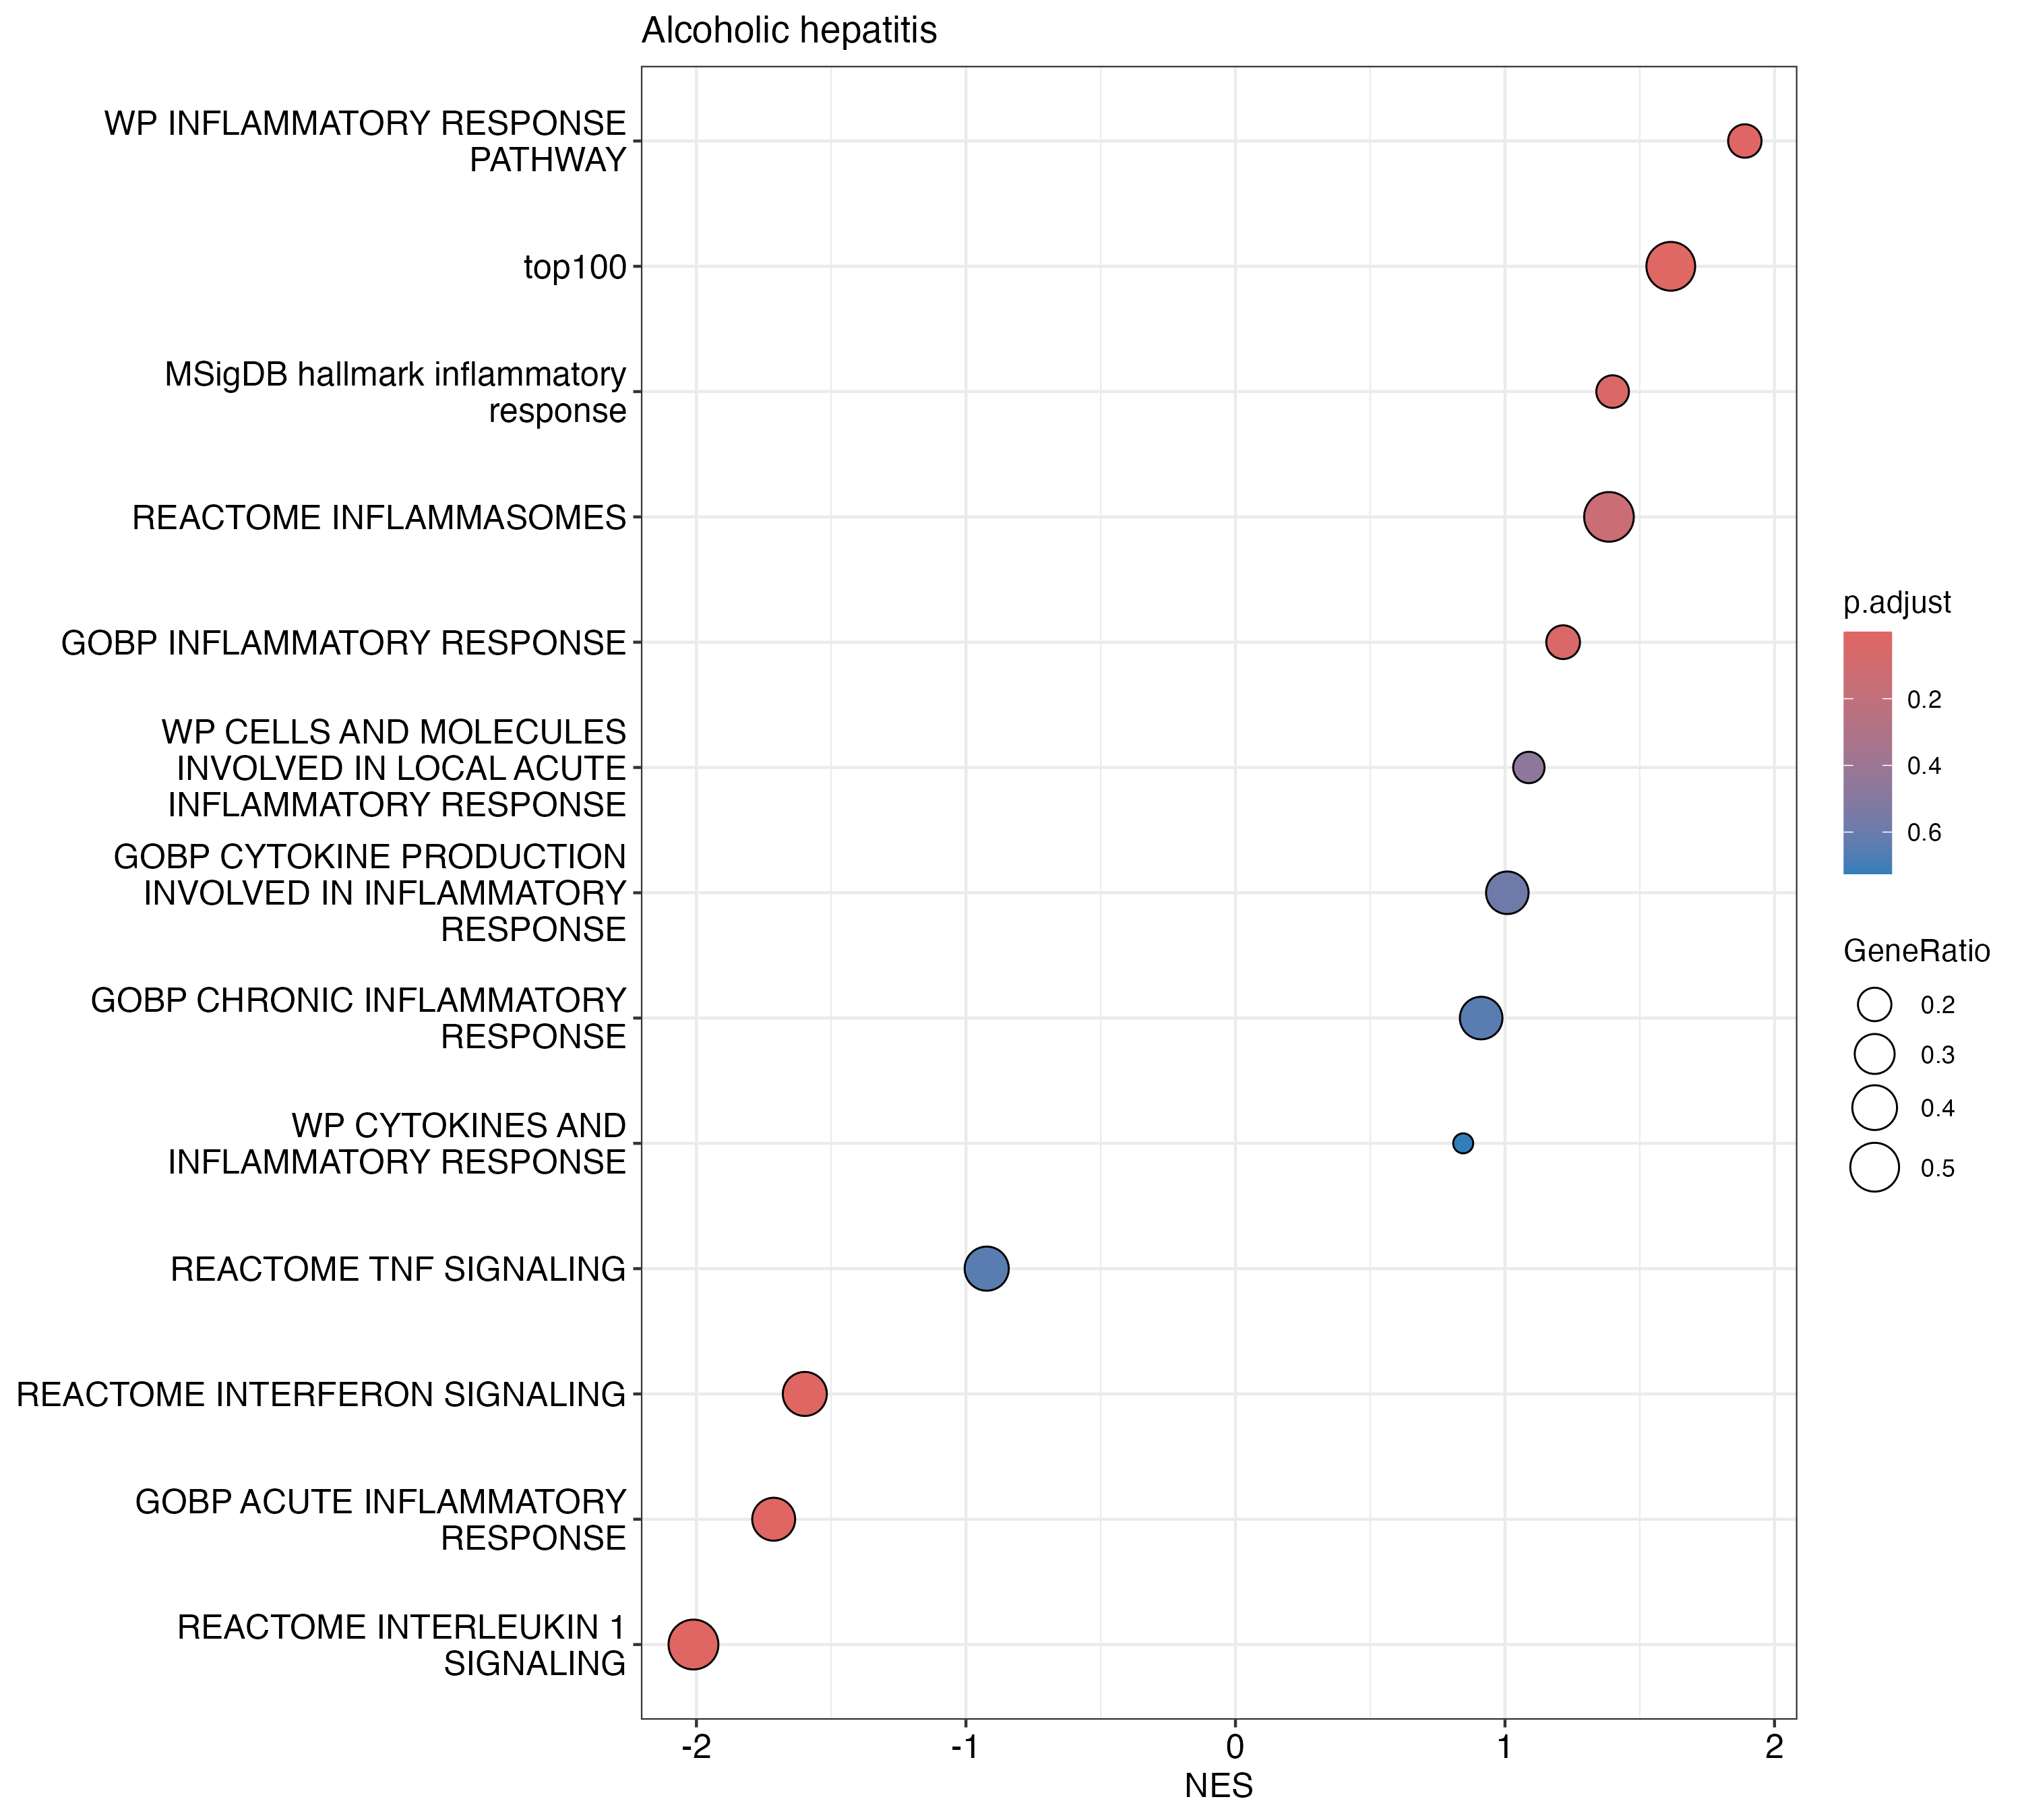 Alcoholic hepatitis
WP INFLAMMATORY RESPONSE
PATHWAY
top100
MSigDB hallmark inflammatory
response
REACTOME INFLAMMASOMES
GOBP INFLAMMATORY RESPONSE
WP CELLS AND MOLECULES
INVOLVED IN LOCAL ACUTE
INFLAMMATORY RESPONSE
GOBP CYTOKINE PRODUCTION
INVOLVED IN INFLAMMATORY
RESPONSE
GOBP CHRONIC INFLAMMATORY
RESPONSE
WP CYTOKINES AND
INFLAMMATORY RESPONSE
REACTOME TNF SIGNALING
REACTOME INTERFERON SIGNALING
GOBP ACUTE INFLAMMATORY
RESPONSE
REACTOME INTERLEUKIN 1
SIGNALING
-2 -1 0 1 2
NES
p.adjust
0.2
0.4
0.6
GeneRatio
0.2
0.3
0.4
0.5